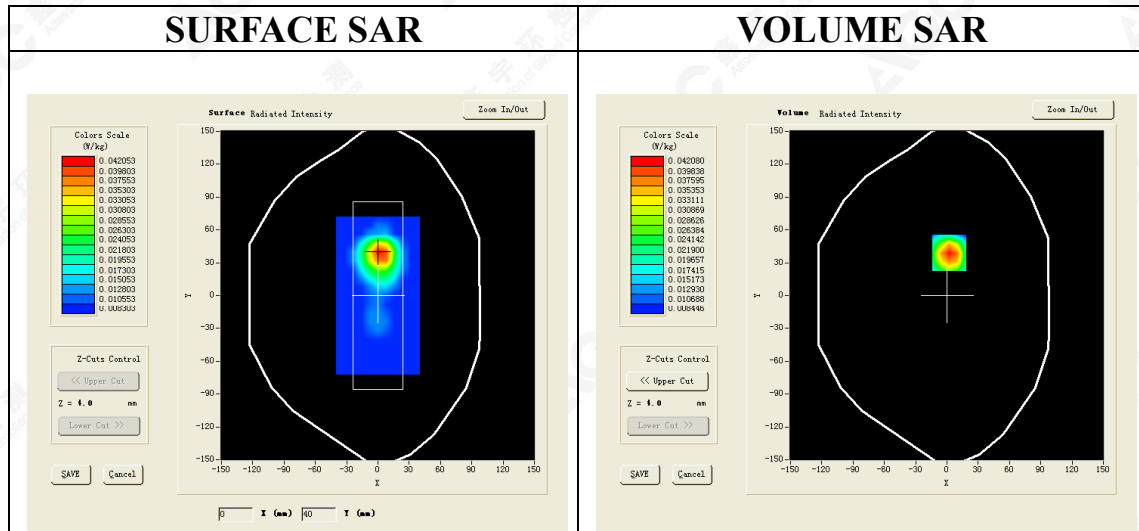 SURFACE SAR
VOLUME SAR
Surface Radiated Intensity
Zoom In/Out
Colors Scale
(W/kg)
0.042053
0.039803
0.037553
0.035303
0.033053
0.030803
0.028553
0.026303
0.024053
0.021803
0.019553
0.017303
0.015053
0.012803
0.010553
0.008303
150
120
90
60
30
0
-30
-60
-90
-120
-150
Y
-150 -120 -90 -60 -30 0 30 60 90 120 150
X
Z-Cuts Control
<< Upper Cut
Z = 4.0 mm
Lower Cut >>
SAVE Cancel
0 X (mm) 40 Y (mm)
Volume Radiated Intensity
Zoom In/Out
Colors Scale
(W/kg)
0.042080
0.039838
0.037595
0.035353
0.033111
0.030869
0.028626
0.026384
0.024142
0.021900
0.019657
0.017415
0.015173
0.012930
0.010688
0.008446
150
120
90
60
30
0
-30
-60
-90
-120
-150
Y
-150 -120 -90 -60 -30 0 30 60 90 120 150
X
Z-Cuts Control
<< Upper Cut
Z = 4.0 mm
Lower Cut >>
SAVE Cancel